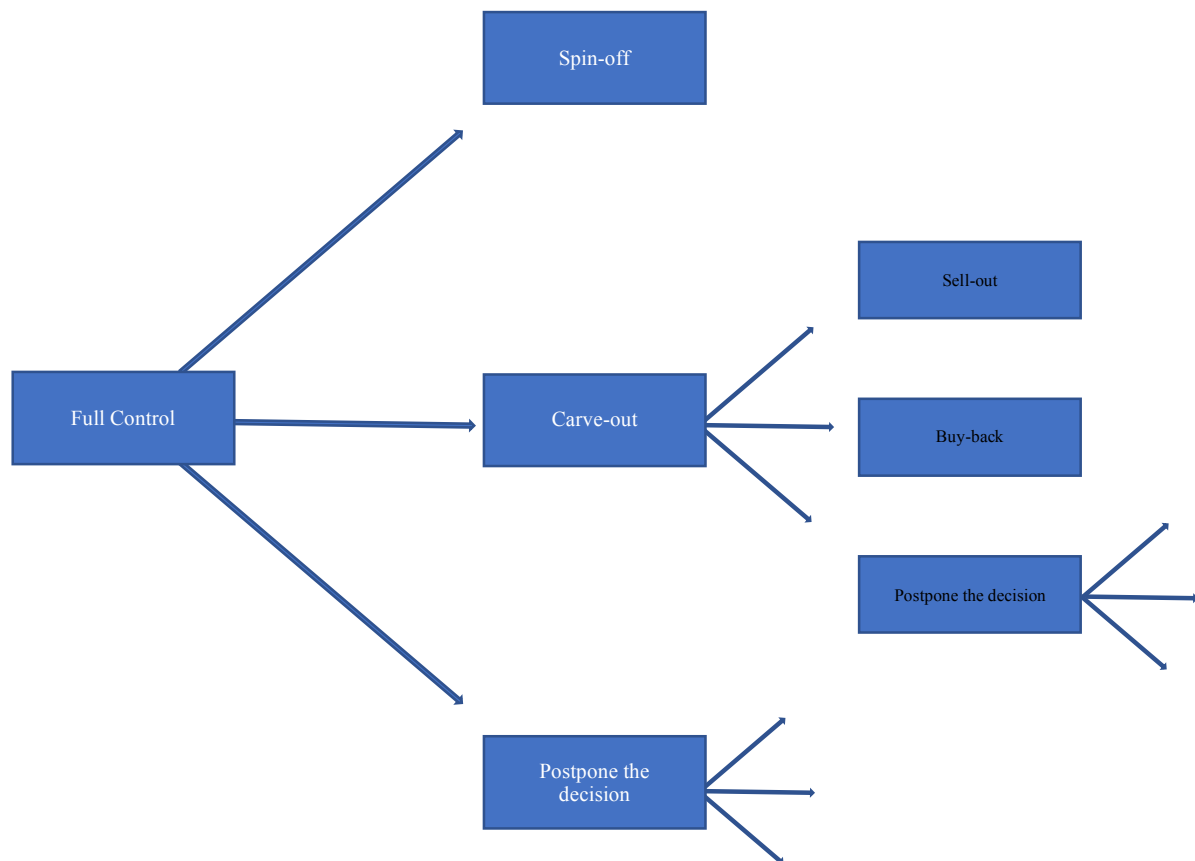 Spin-off
Sell-out
Full Control
Carve-out
Buy-back
Postpone the decision
Postpone the
decision